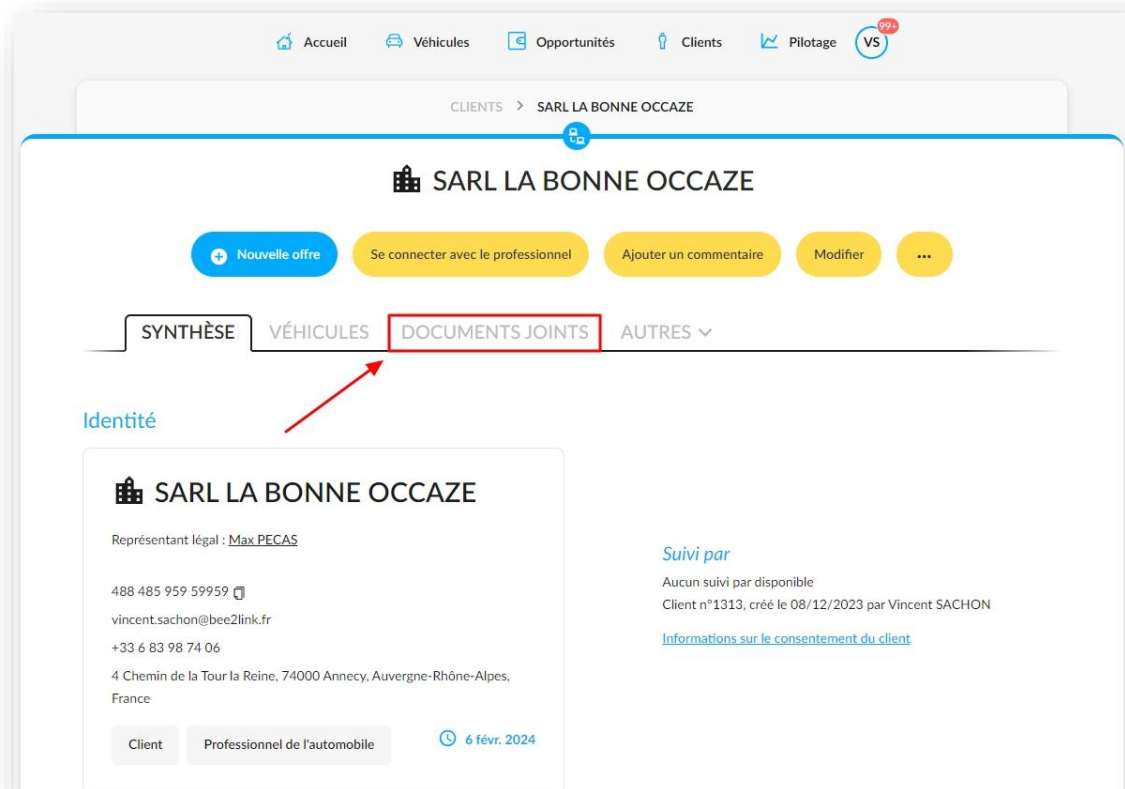 Accueil Véhicules Opportunités Clients Pilotage VS 99+
CLIENTS > SARL LA BONNE OCCAZE
SARL LA BONNE OCCAZE
Nouvelle offre Se connecter avec le professionnel Ajouter un commentaire Modifier ...
SYNTHÈSE VÉHICULES DOCUMENTS JOINTS AUTRES
Identité
SARL LA BONNE OCCAZE
Représentant légal : Max PECAS
488 485 959 59959
vincent.sachon@bee2link.fr
+33 6 83 98 74 06
4 Chemin de la Tour la Reine, 74000 Annecy, Auvergne-Rhône-Alpes,
France
Client Professionnel de l'automobile 6 févr. 2024
Suivi par
Aucun suivi par disponible
Client n°1313, créé le 08/12/2023 par Vincent SACHON
Informations sur le consentement du client